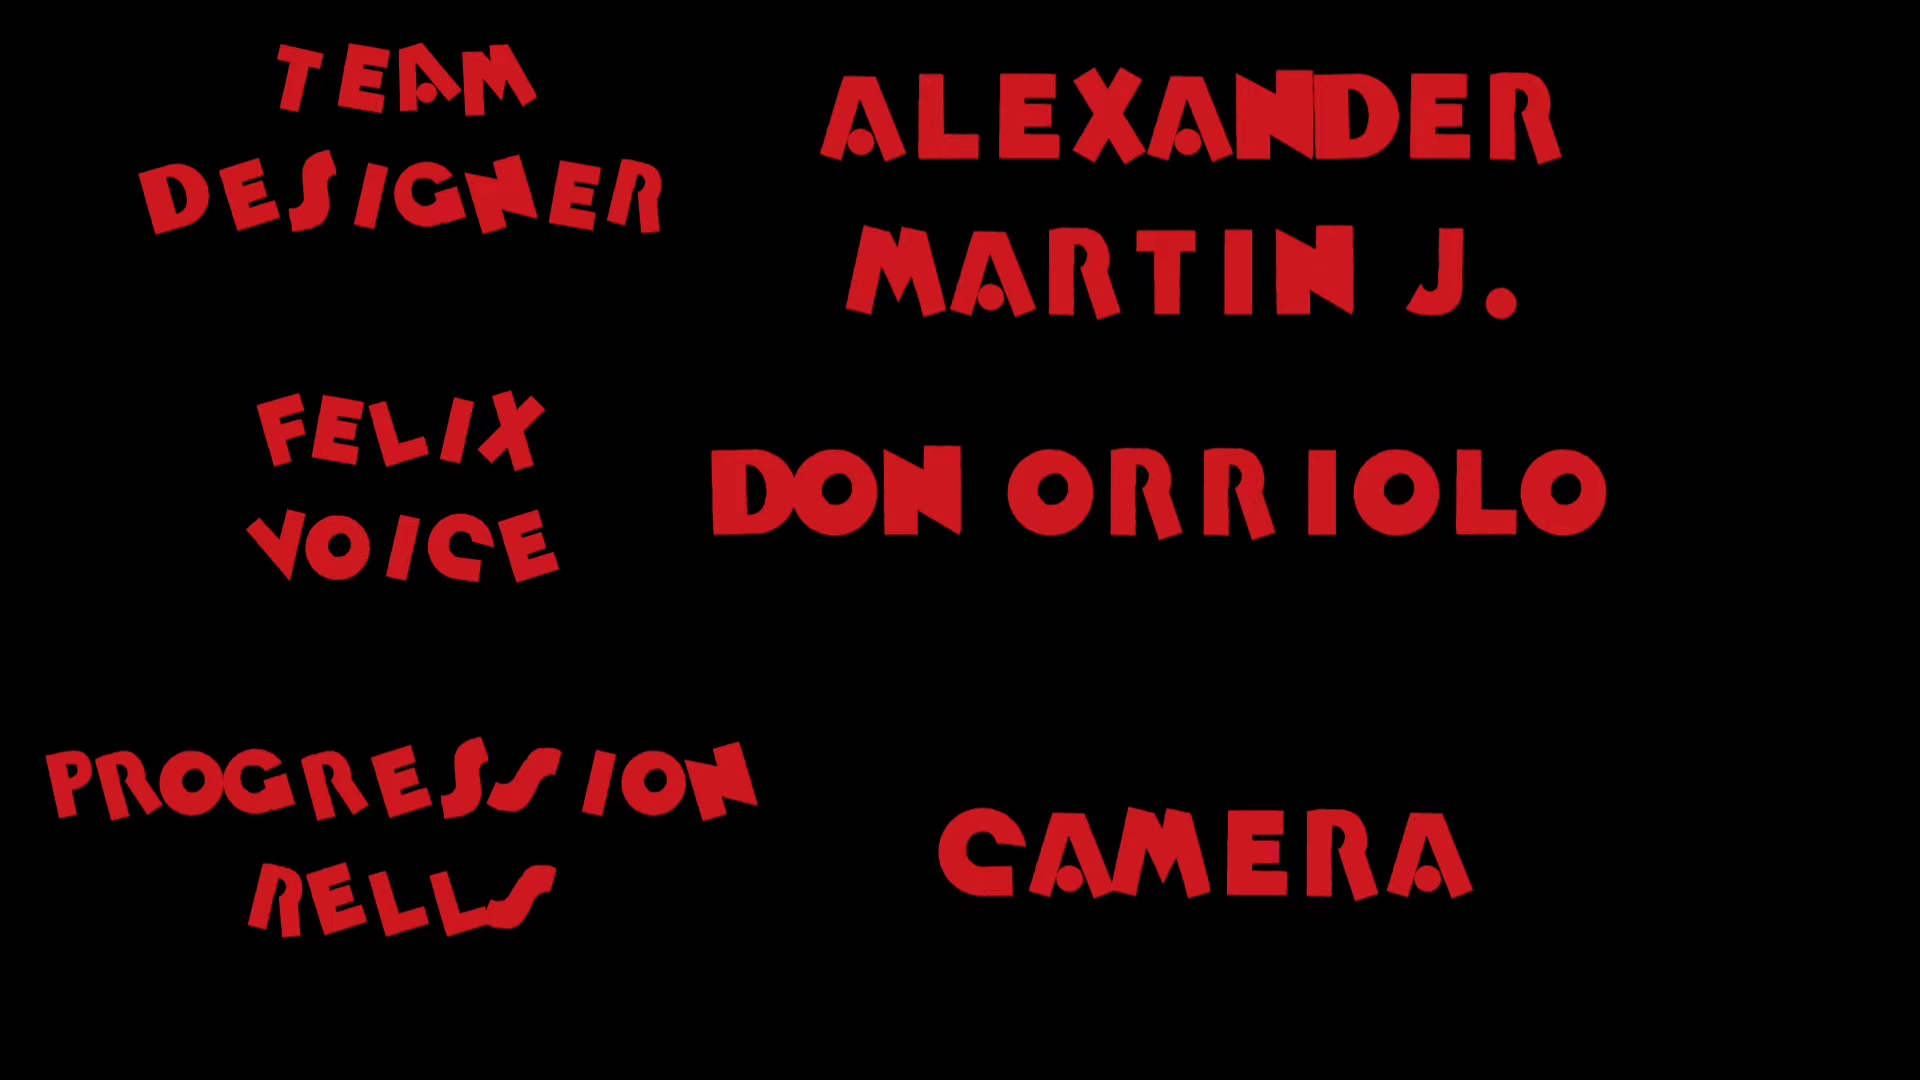 TEAM
DESIGNER
ALEXANDER
MARTIN J.
FELIX
VOICE
DON ORRIOLO
PROGRESSION
RELLS
CAMERA